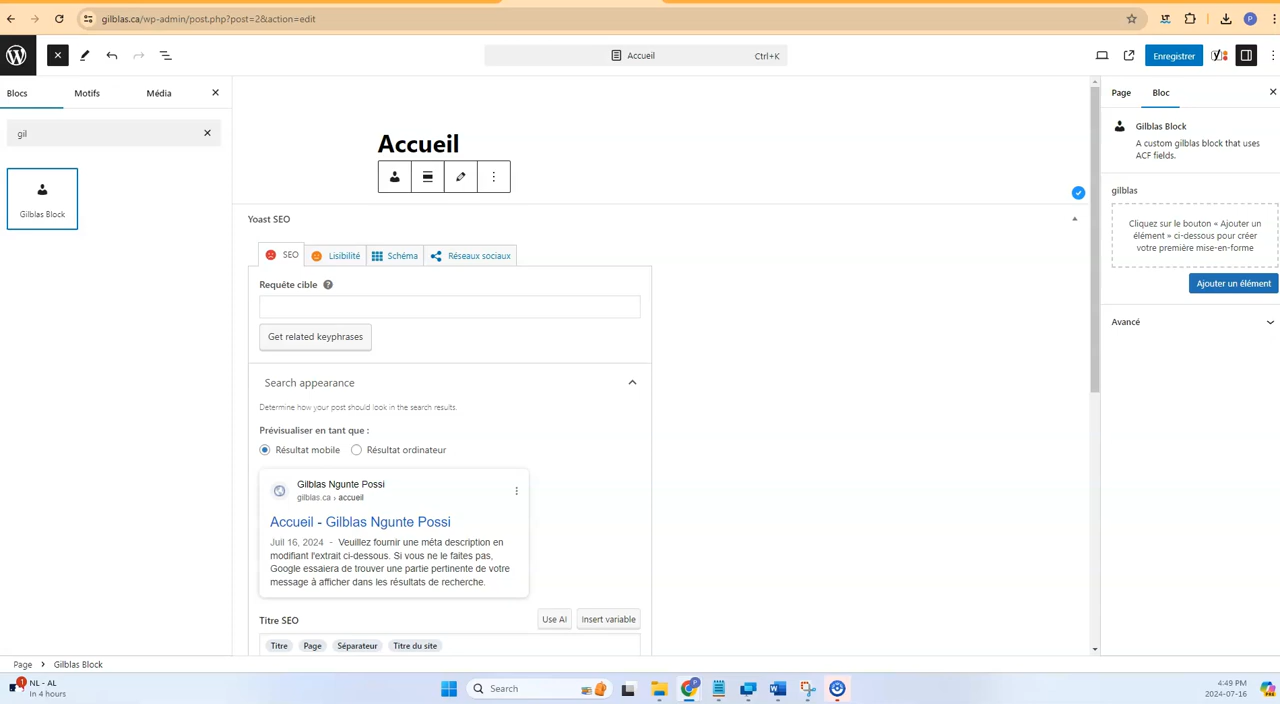 gilblas.ca/wp-admin/post.php?post=2&action=edit
Accueil
Ctrl+K
Enregistrer
Blocs
Motifs
Média
gil
Gilblas Block
Accueil
Yoast SEO
SEO
Lisibilité
Schéma
Réseaux sociaux
Requête cible
Get related keyphrases
Search appearance
Determine how your post should look in the search results.
Prévisualiser en tant que :
Résultat mobile
Résultat ordinateur
Gilblas Ngunte Possi
gilblas.ca › accueil
Accueil - Gilblas Ngunte Possi
Juil 16, 2024 - Veuillez fournir une méta description en
modifiant l'extrait ci-dessous. Si vous ne le faites pas,
Google essaiera de trouver une partie pertinente de votre
message à afficher dans les résultats de recherche.
Titre SEO
Use AI
Insert variable
Titre
Page
Séparateur
Titre du site
Page
Bloc
Gilblas Block
A custom gilblas block that uses
ACF fields.
gilblas
Cliquez sur le bouton « Ajouter un
élément » ci-dessous pour créer
votre première mise-en-forme
Ajouter un élément
Avancé
Page
Gilblas Block
1
NL - AL
In 4 hours
Search
4:49 PM
2024-07-16